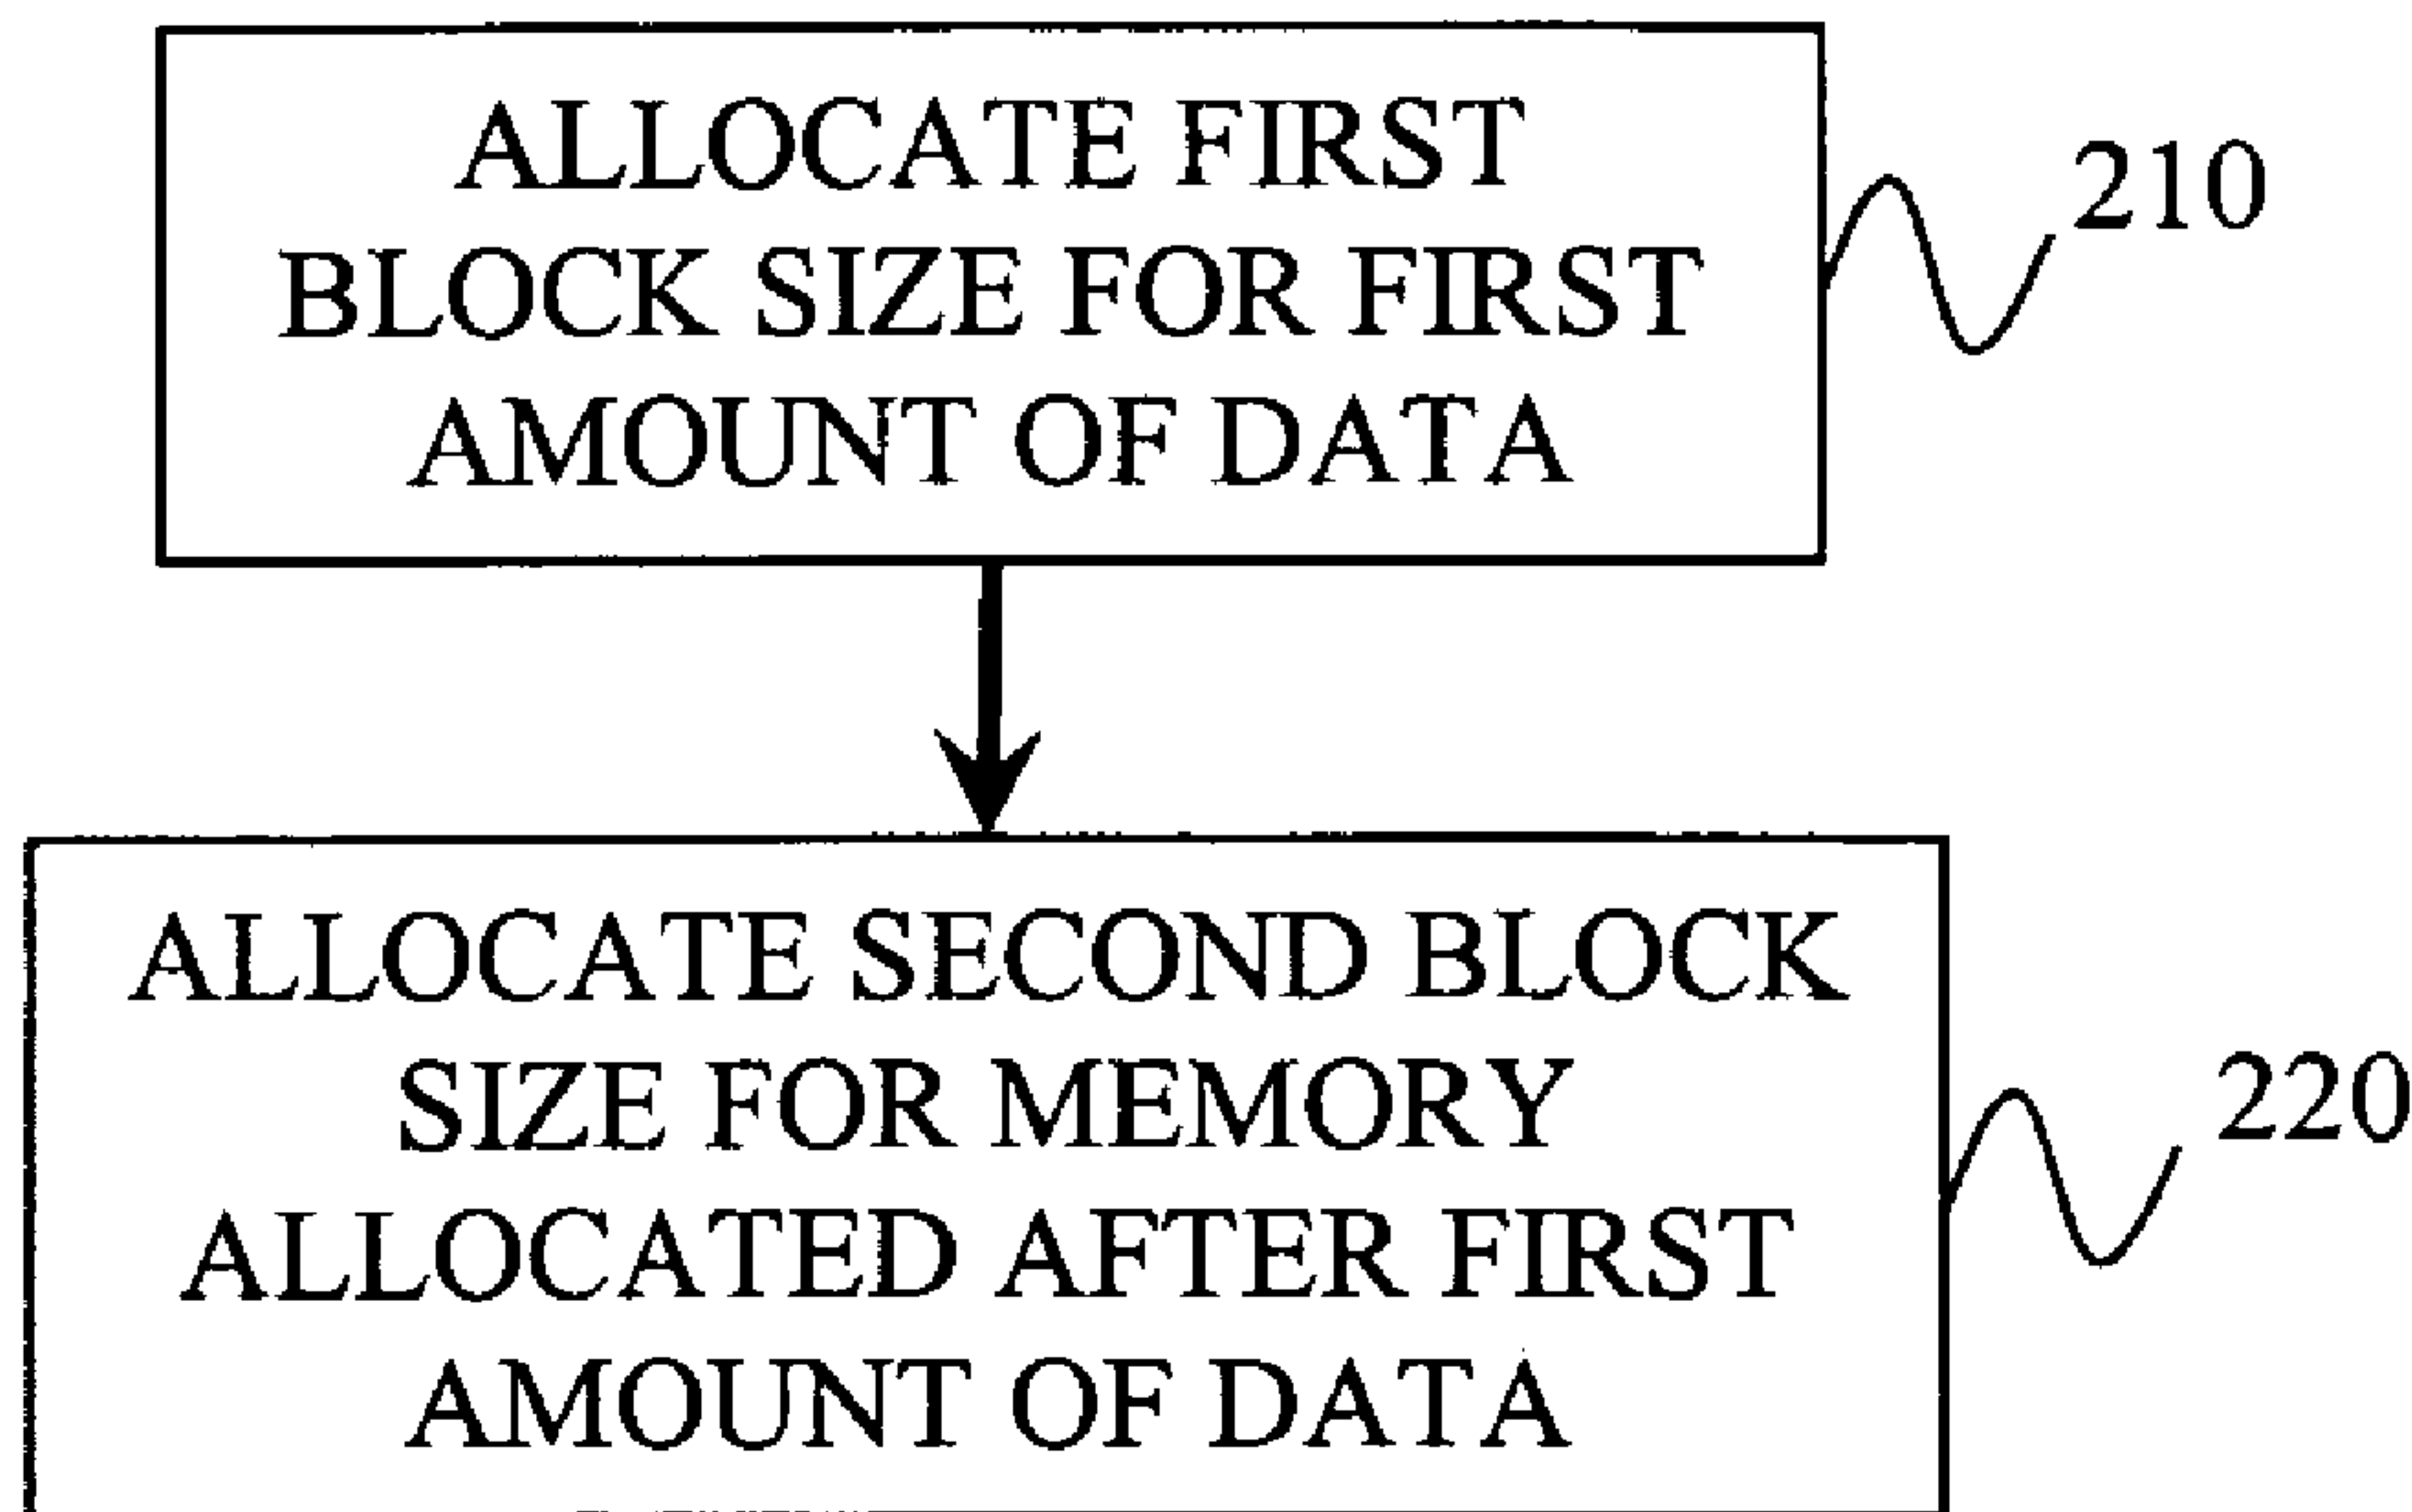 ALLOCATE FIRST
BLOCK SIZE FOR FIRST
AMOUNT OF DATA
210
ALLOCATE SECOND BLOCK
SIZE FOR MEMORY
ALLOCATED AFTER FIRST
AMOUNT OF DATA
220